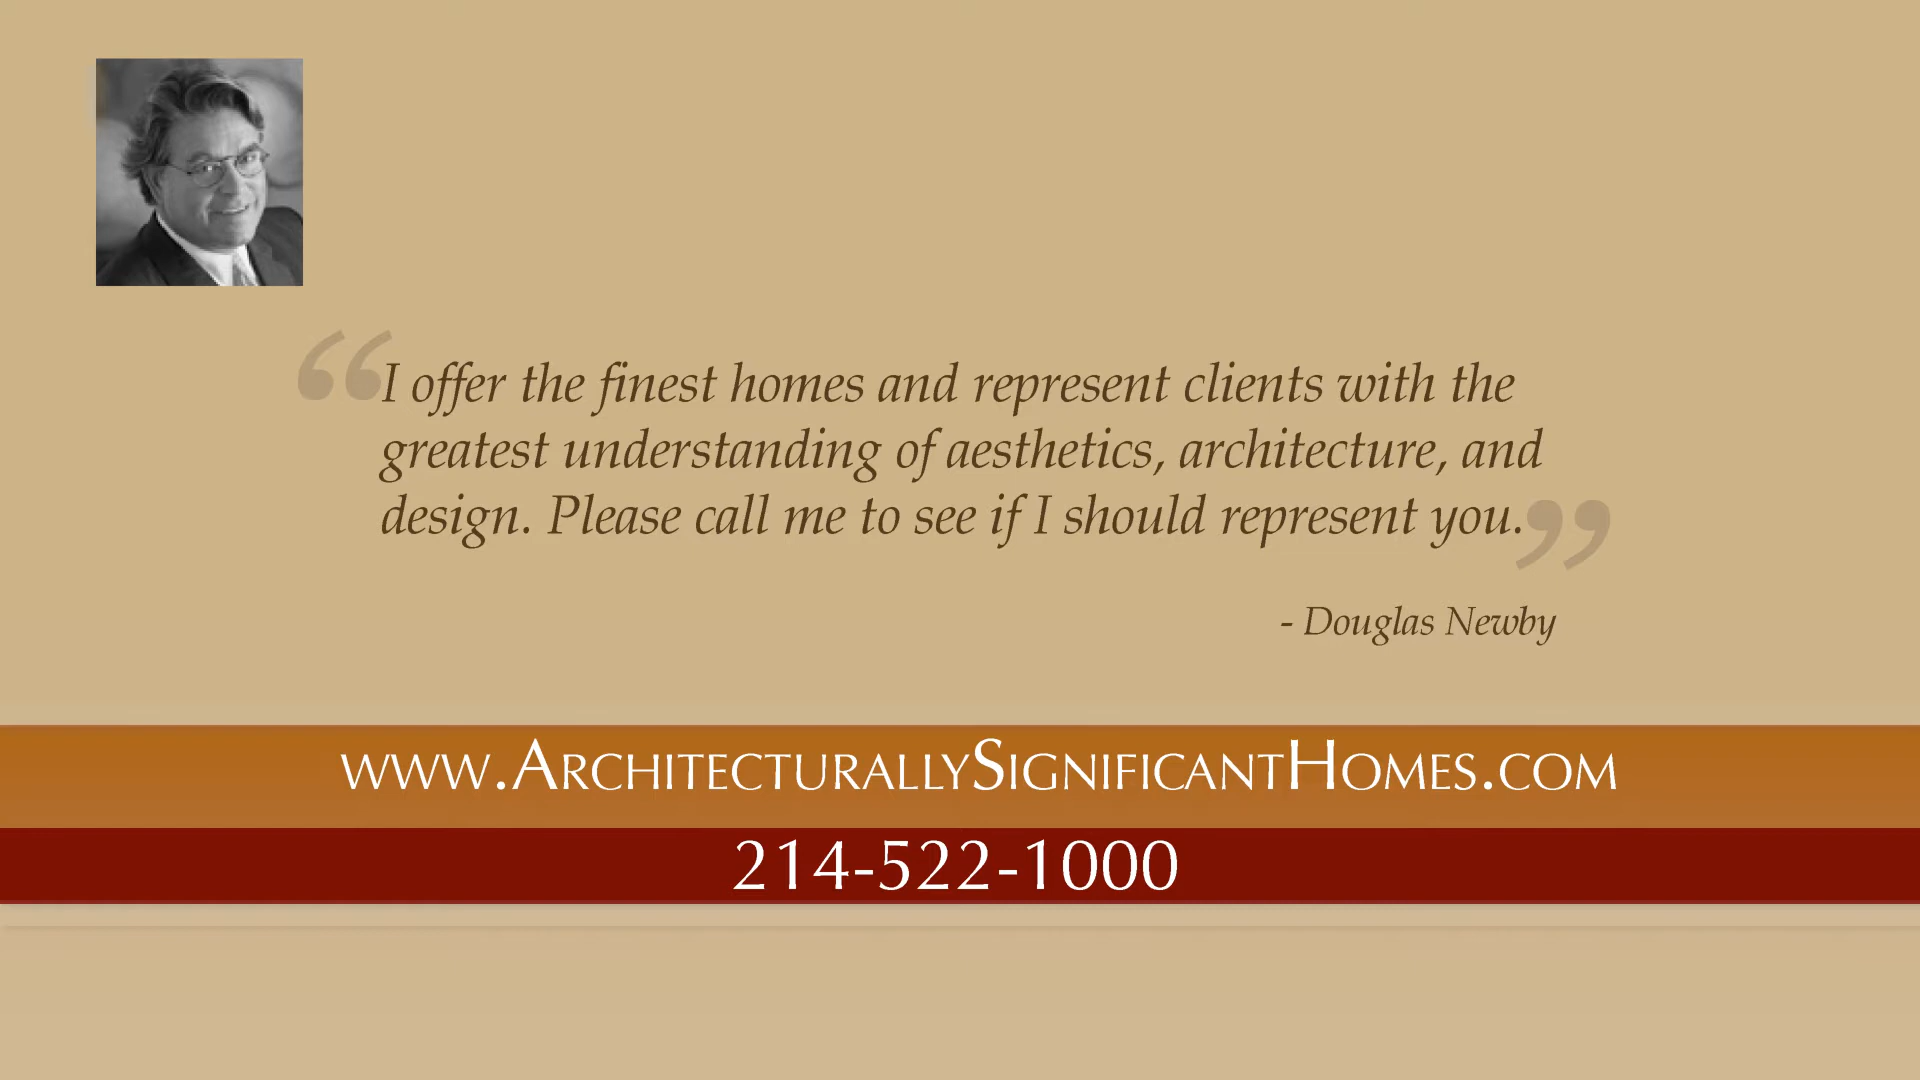 “I offer the finest homes and represent clients with the
greatest understanding of aesthetics, architecture, and
design. Please call me to see if I should represent you.”
- Douglas Newby
www.ArchitecturallySignificantHomes.com
214-522-1000